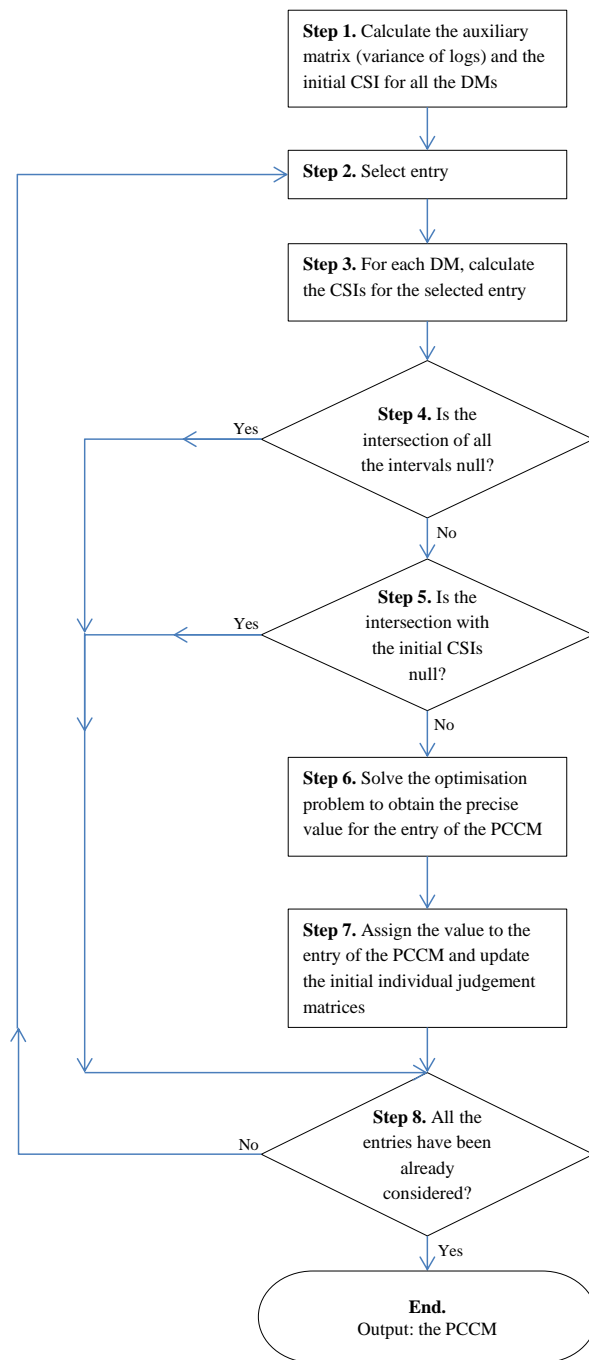 Step 1. Calculate the auxiliary
matrix (variance of logs) and the
initial CSI for all the DMs
Step 2. Select entry
Step 3. For each DM, calculate
the CSIs for the selected entry
Step 4. Is the
intersection of all
the intervals null?
Yes
No
Step 5. Is the
intersection with
the initial CSIs
null?
Yes
No
Step 6. Solve the optimisation
problem to obtain the precise
value for the entry of the PCCM
Step 7. Assign the value to the
entry of the PCCM and update
the initial individual judgement
matrices
Step 8. All the
entries have been
already
considered?
No
Yes
End.
Output: the PCCM